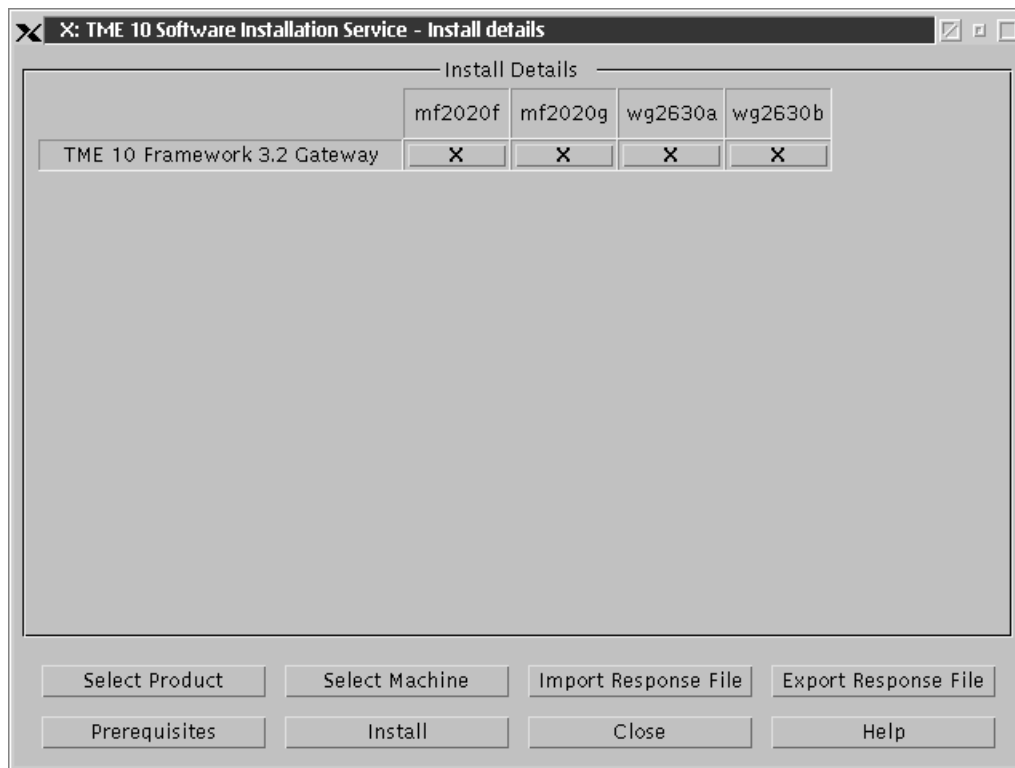 X: TME 10 Software Installation Service - Install details
Install Details
mf2020f mf2020g wg2630a wg2630b
TME 10 Framework 3.2 Gateway X X X X
Select Product Select Machine Import Response File Export Response File
Prerequisites Install Close Help